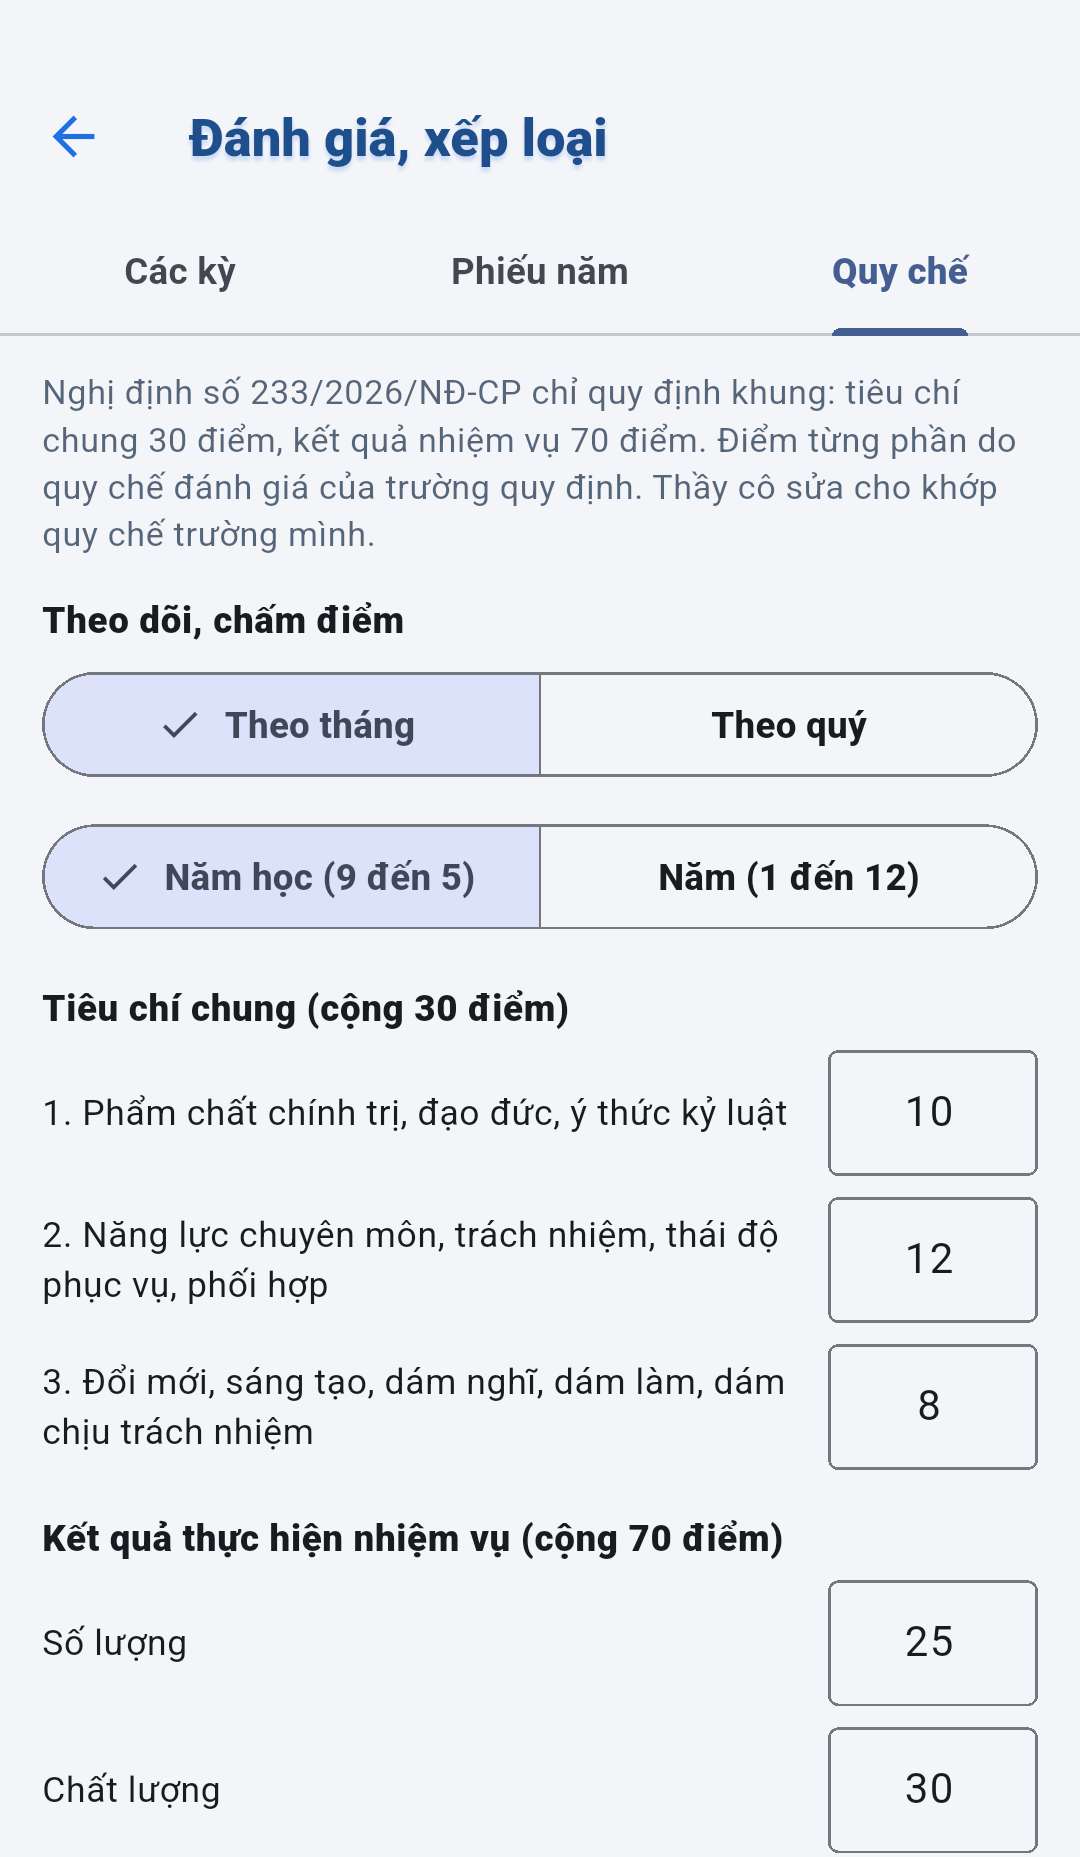 Đánh giá, xếp loại
Các kỳ
Phiếu năm
Quy chế
Nghị định số 233/2026/NĐ-CP chỉ quy định khung: tiêu chí
chung 30 điểm, kết quả nhiệm vụ 70 điểm. Điểm từng phần do
quy chế đánh giá của trường quy định. Thầy cô sửa cho khớp
quy chế trường mình.
Theo dõi, chấm điểm
Theo tháng
Theo quý
Năm học (9 đến 5)
Năm (1 đến 12)
Tiêu chí chung (cộng 30 điểm)
1. Phẩm chất chính trị, đạo đức, ý thức kỷ luật
10
2. Năng lực chuyên môn, trách nhiệm, thái độ
phục vụ, phối hợp
12
3. Đổi mới, sáng tạo, dám nghĩ, dám làm, dám
chịu trách nhiệm
8
Kết quả thực hiện nhiệm vụ (cộng 70 điểm)
Số lượng
25
Chất lượng
30